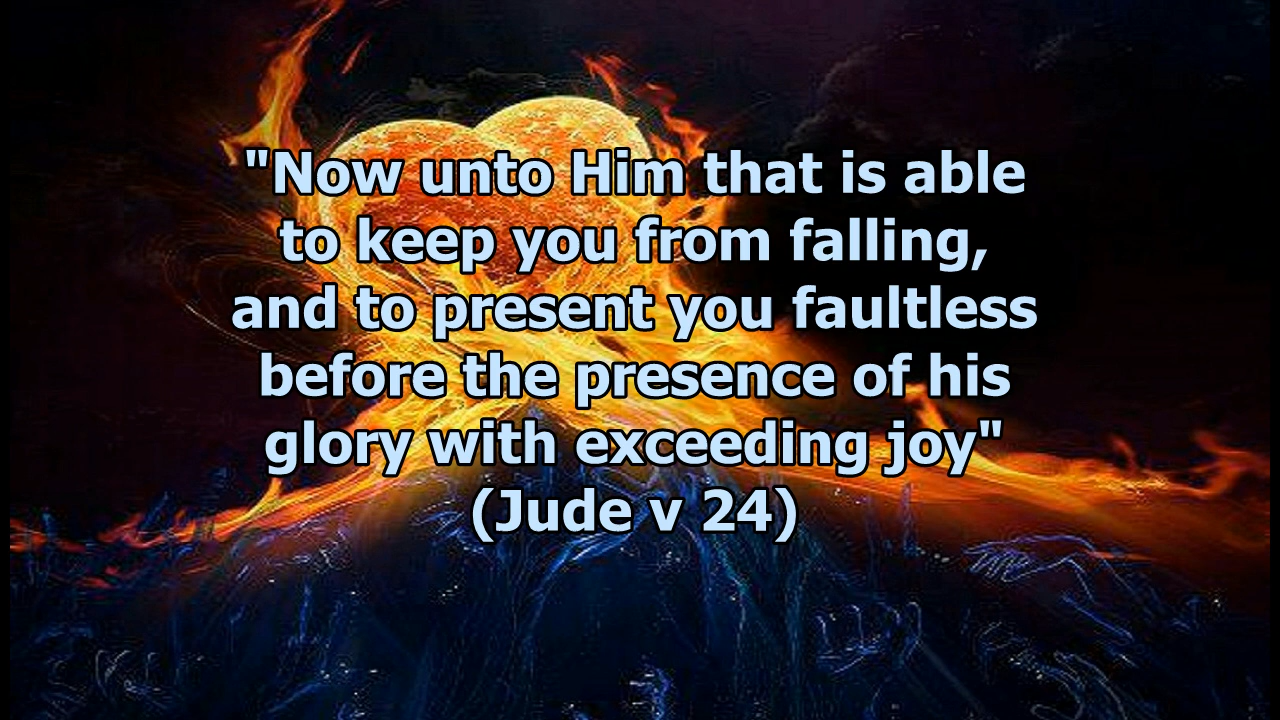 "Now unto Him that is able
to keep you from falling,
and to present you faultless
before the presence of his
glory with exceeding joy"
(Jude v 24)